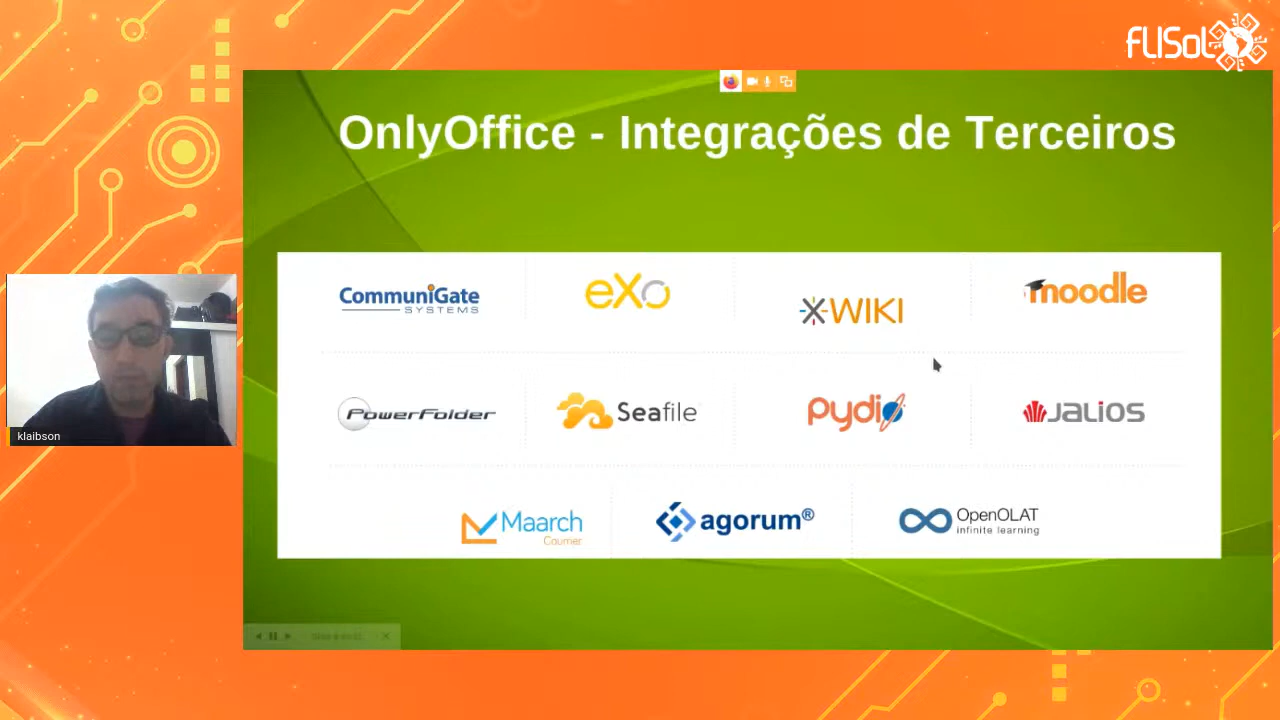 FLISoL
OnlyOffice - Integrações de Terceiros
CommuniGate
SYSTEMS
eXo
XWIKI
moodle
PowerFolder
Seafile
pydio
JALIOS
klaibson
Maarch
Courrier
agorum®
OpenOLAT
infinite learning